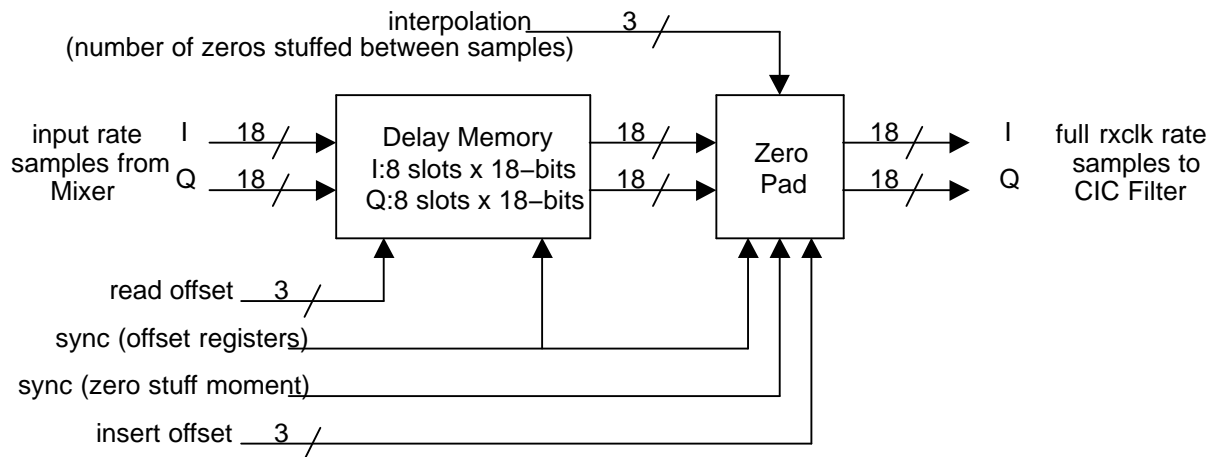 interpolation 3
(number of zeros stuffed between samples)
input rate
samples from
Mixer
I 18
Q 18
Delay Memory
I:8 slots x 18−bits
Q:8 slots x 18−bits
18
18
Zero
Pad
18 I
18 Q
full rxclk rate
samples to
CIC Filter
read offset 3
sync (offset registers)
sync (zero stuff moment)
insert offset 3